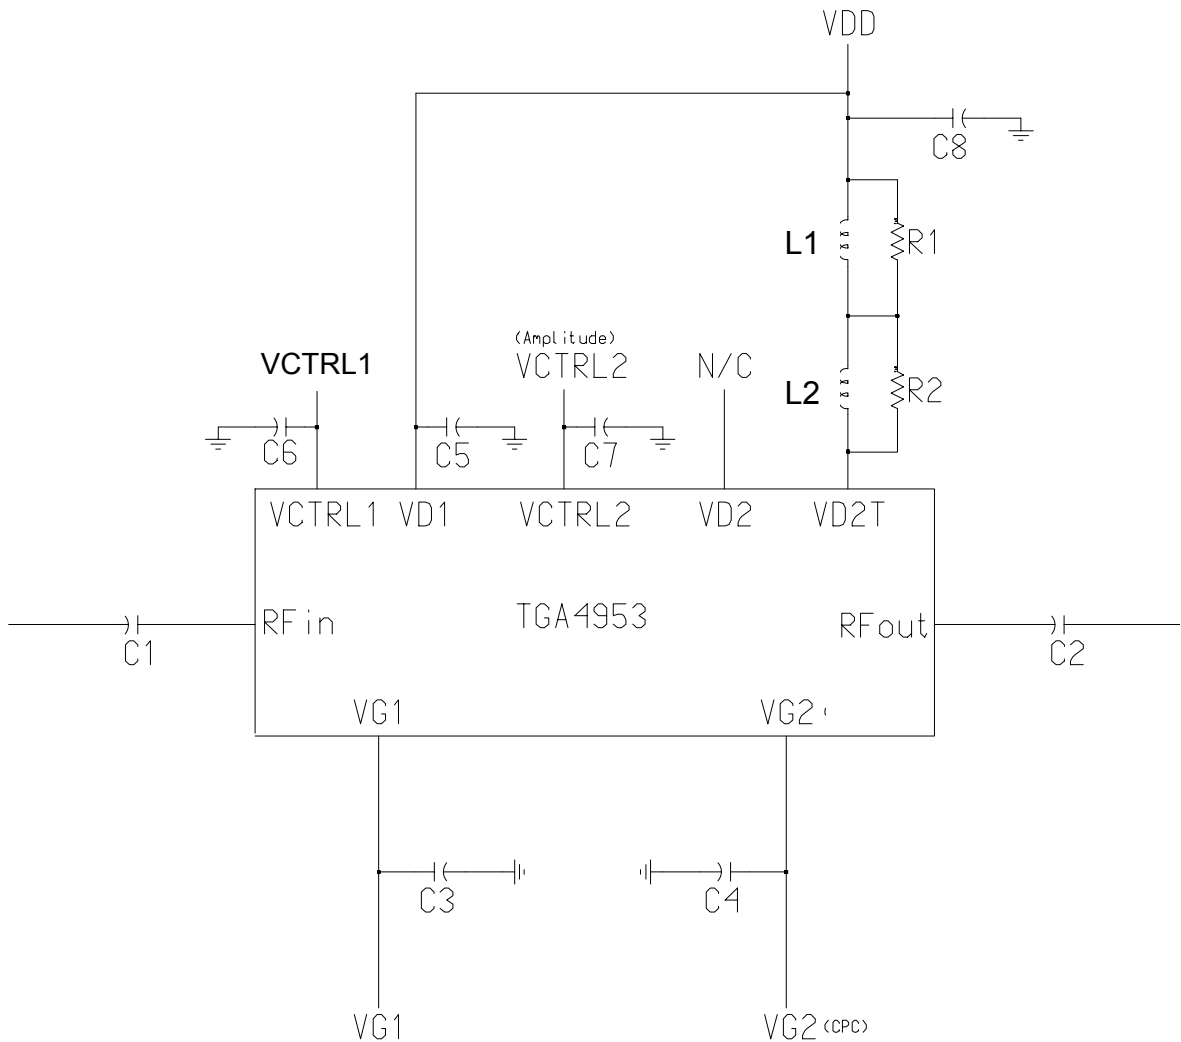 VDD
C8
L1
R1
(Amplitude)
VCTRL1
VCTRL2
N/C
L2
R2
C6
C5
C7
VCTRL1
VD1
VCTRL2
VD2
VD2T
TGA4953
RFin
RFout
C1
C2
VG1
VG2
C3
C4
VG1
VG2 (CPC)